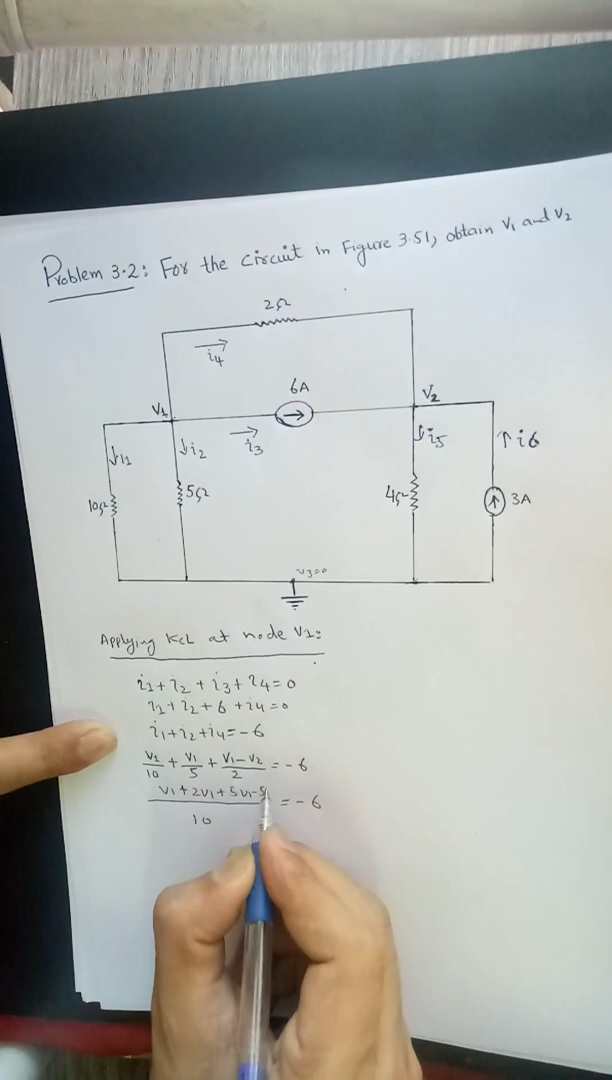 Problem 3.2: For the circuit in Figure 3.51, obtain V₁ and V₂
2Ω
i₄
6A
V₁
V₂
i₁
i₂
i₃
i₅
i₆
10Ω
5Ω
4Ω
3A
V₃=0
Applying KCL at node V₁:
i₁+i₂+i₃+i₄=0
i₁+i₂+6+i₄=0
i₁+i₂+i₄=-6
V₁/10 + V₁/5 + (V₁-V₂)/2 = -6
(V₁+2V₁+5V₁-5)/10 = -6